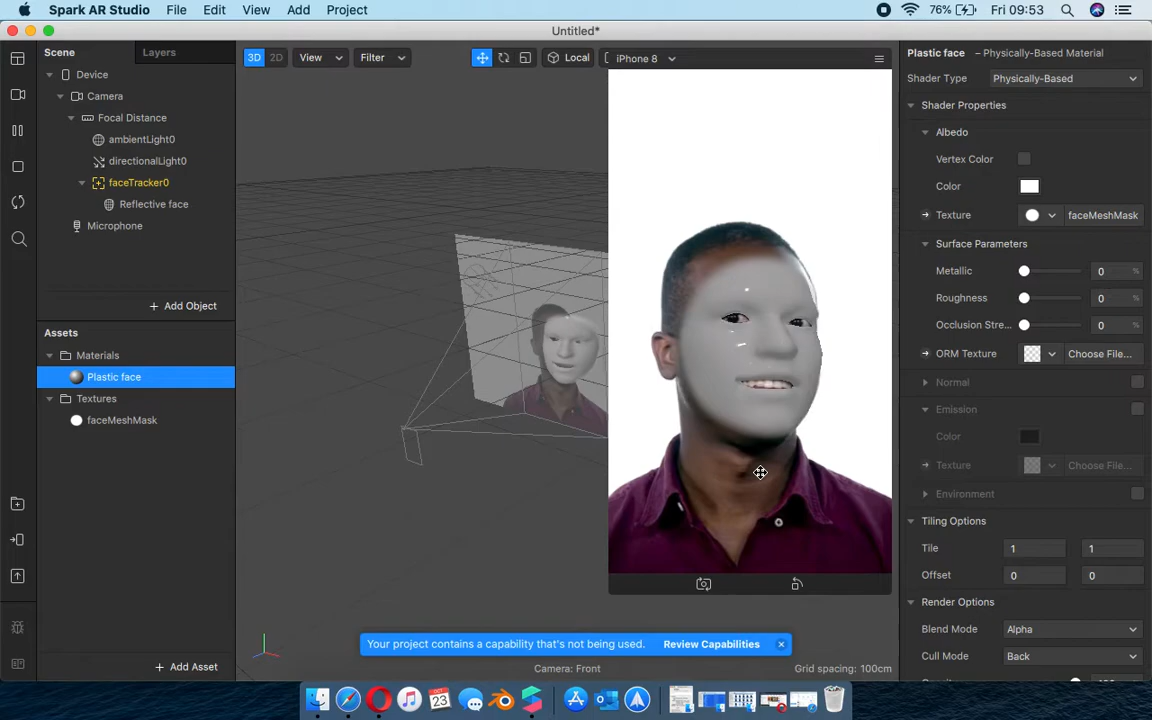 Spark AR Studio File Edit View Add Project 76% Fri 09:53
Untitled*
Scene Layers
3D 2D View Filter Local iPhone 8
Plastic face – Physically-Based Material
Shader Type Physically-Based
Device
Camera
Focal Distance
ambientLight0
directionalLight0
faceTracker0
Reflective face
Microphone
Add Object
Assets
Materials
Plastic face
Textures
faceMeshMask
Add Asset
Shader Properties
Albedo
Vertex Color
Color
Texture faceMeshMask
Surface Parameters
Metallic 0 %
Roughness 0 %
Occlusion Stre... 0 %
ORM Texture Choose File...
Normal
Emission
Color
Texture Choose File...
Environment
Tiling Options
Tile 1 1
Offset 0 0
Render Options
Blend Mode Alpha
Cull Mode Back
Your project contains a capability that's not being used. Review Capabilities
Camera: Front Grid spacing: 100cm
OCT
23